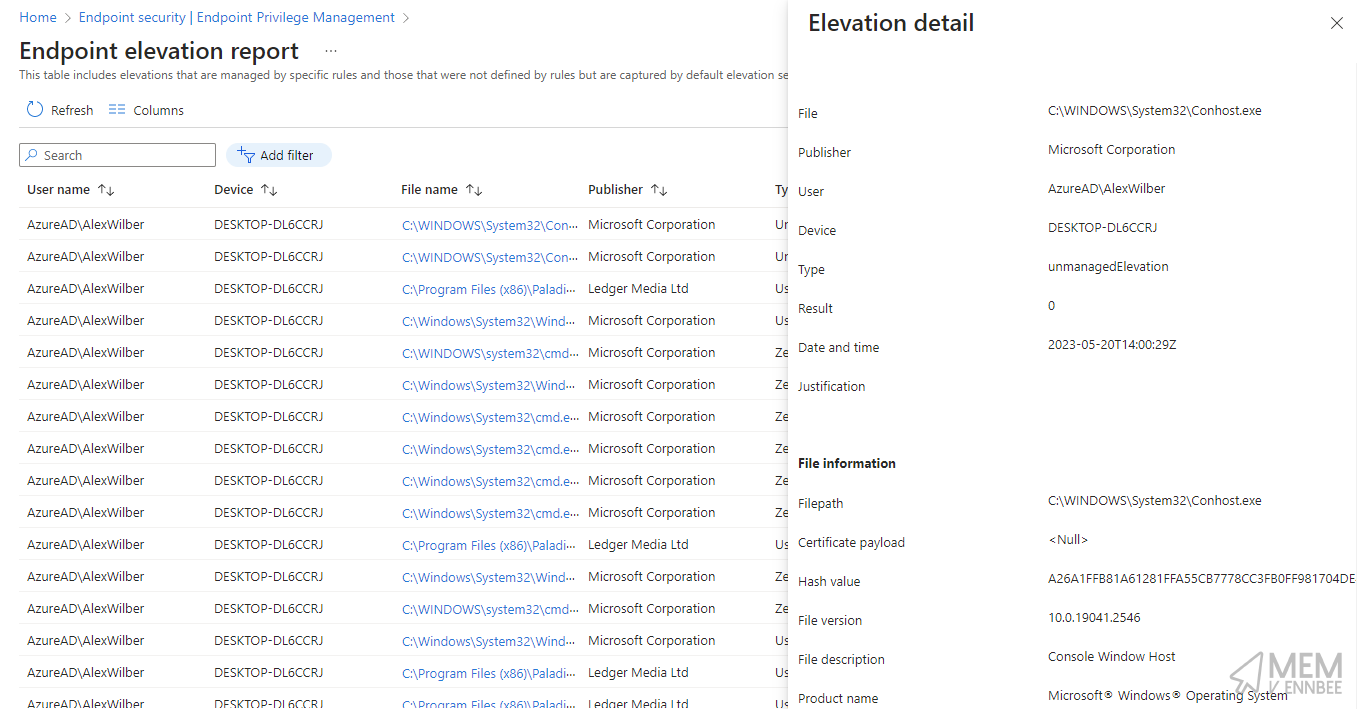 Home > Endpoint security | Endpoint Privilege Management >
Endpoint elevation report ...
This table includes elevations that are managed by specific rules and those that were not defined by rules but are captured by default elevation se
Refresh Columns
Search Add filter
User name ↑↓ Device ↑↓ File name ↑↓ Publisher ↑↓ Ty
AzureAD\AlexWilber DESKTOP-DL6CCRJ C:\WINDOWS\System32\Con... Microsoft Corporation Un
AzureAD\AlexWilber DESKTOP-DL6CCRJ C:\WINDOWS\System32\Con... Microsoft Corporation Un
AzureAD\AlexWilber DESKTOP-DL6CCRJ C:\Program Files (x86)\Paladi... Ledger Media Ltd Us
AzureAD\AlexWilber DESKTOP-DL6CCRJ C:\Windows\System32\Wind... Microsoft Corporation Us
AzureAD\AlexWilber DESKTOP-DL6CCRJ C:\WINDOWS\system32\cmd... Microsoft Corporation Ze
AzureAD\AlexWilber DESKTOP-DL6CCRJ C:\Windows\System32\Wind... Microsoft Corporation Ze
AzureAD\AlexWilber DESKTOP-DL6CCRJ C:\Windows\System32\cmd.e... Microsoft Corporation Ze
AzureAD\AlexWilber DESKTOP-DL6CCRJ C:\Windows\System32\cmd.e... Microsoft Corporation Ze
AzureAD\AlexWilber DESKTOP-DL6CCRJ C:\Windows\System32\cmd.e... Microsoft Corporation Ze
AzureAD\AlexWilber DESKTOP-DL6CCRJ C:\Windows\System32\cmd.e... Microsoft Corporation Ze
AzureAD\AlexWilber DESKTOP-DL6CCRJ C:\Program Files (x86)\Paladi... Ledger Media Ltd Us
AzureAD\AlexWilber DESKTOP-DL6CCRJ C:\Windows\System32\Wind... Microsoft Corporation Ze
AzureAD\AlexWilber DESKTOP-DL6CCRJ C:\WINDOWS\system32\cmd... Microsoft Corporation Ze
AzureAD\AlexWilber DESKTOP-DL6CCRJ C:\Windows\System32\Wind... Microsoft Corporation Us
AzureAD\AlexWilber DESKTOP-DL6CCRJ C:\Program Files (x86)\Paladi... Ledger Media Ltd Us
AzureAD\AlexWilber DESKTOP-DL6CCRJ C:\Program Files (x86)\Paladi... Ledger Media Ltd Us
Elevation detail
File C:\WINDOWS\System32\Conhost.exe
Publisher Microsoft Corporation
User AzureAD\AlexWilber
Device DESKTOP-DL6CCRJ
Type unmanagedElevation
Result 0
Date and time 2023-05-20T14:00:29Z
Justification
File information
Filepath C:\WINDOWS\System32\Conhost.exe
Certificate payload <Null>
Hash value A26A1FFB81A61281FFA55CB7778CC3FB0FF981704DE
File version 10.0.19041.2546
File description Console Window Host
Product name Microsoft® Windows® Operating System
MEM
VENNBEE